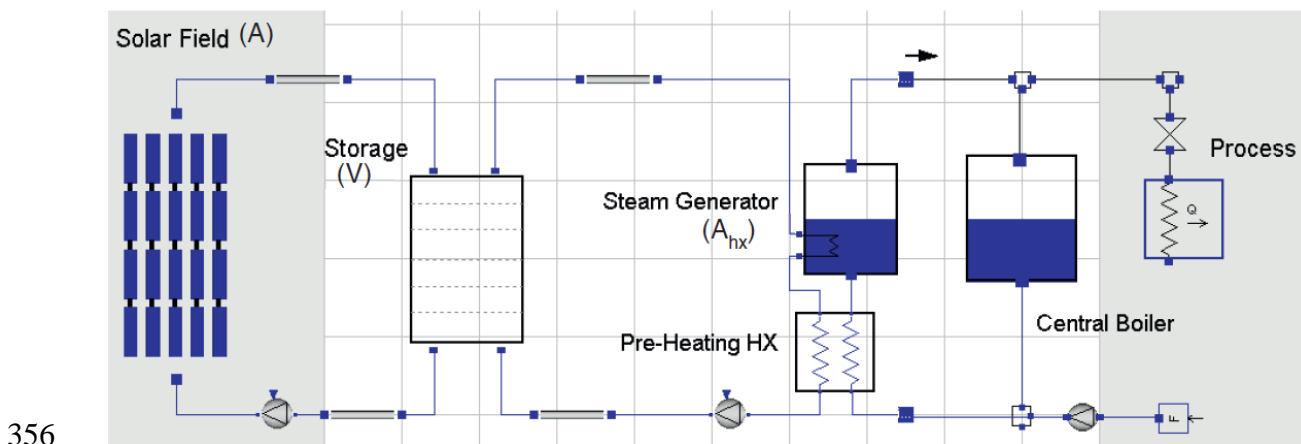 Solar Field (A)
Storage
(V)
Steam Generator
(Ahx)
Process
Q
Pre-Heating HX
Central Boiler
F
356